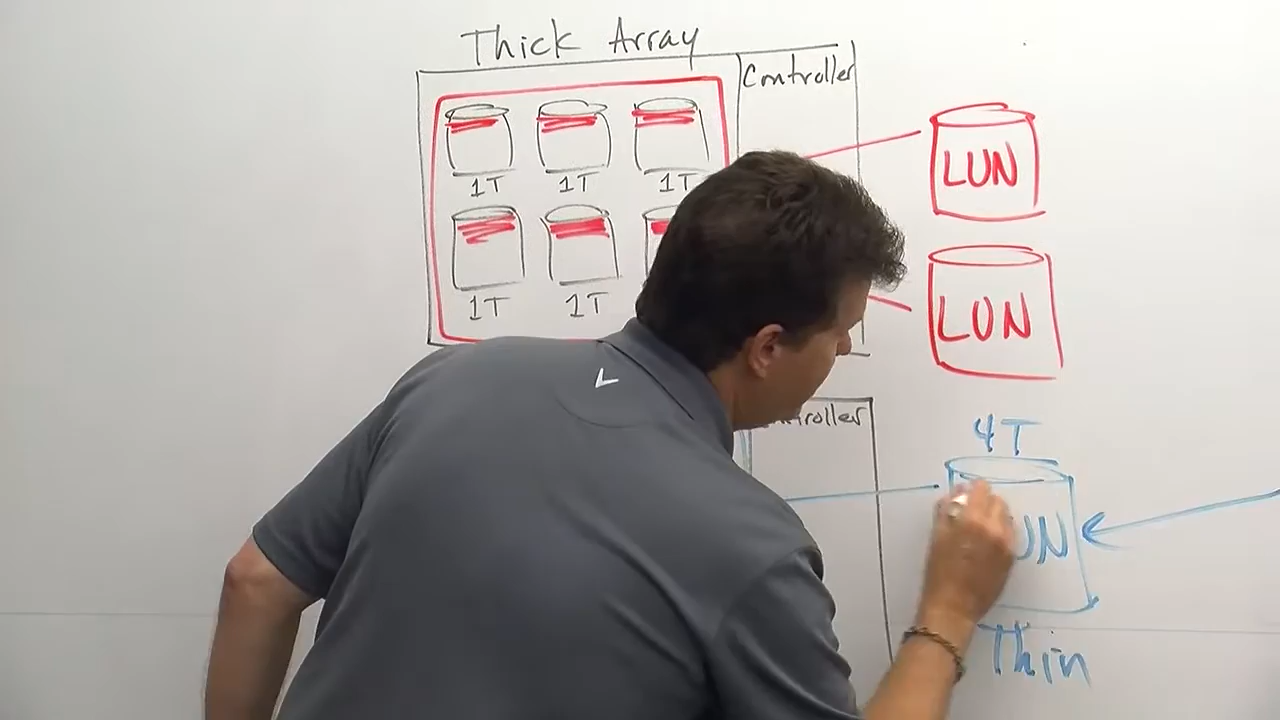 Thick Array
Controller
1T 1T 1T
LUN
1T 1T
LUN
4T
Thin